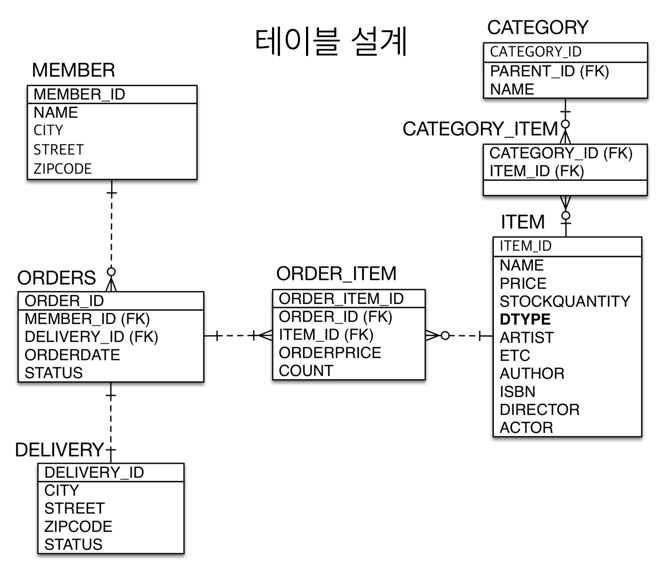 테이블 설계
MEMBER
MEMBER_ID
NAME
CITY
STREET
ZIPCODE
CATEGORY
CATEGORY_ID
PARENT_ID (FK)
NAME
CATEGORY_ITEM
CATEGORY_ID (FK)
ITEM_ID (FK)
ORDERS
ORDER_ID
MEMBER_ID (FK)
DELIVERY_ID (FK)
ORDERDATE
STATUS
ORDER_ITEM
ORDER_ITEM_ID
ORDER_ID (FK)
ITEM_ID (FK)
ORDERPRICE
COUNT
ITEM
ITEM_ID
NAME
PRICE
STOCKQUANTITY
DTYPE
ARTIST
ETC
AUTHOR
ISBN
DIRECTOR
ACTOR
DELIVERY
DELIVERY_ID
CITY
STREET
ZIPCODE
STATUS